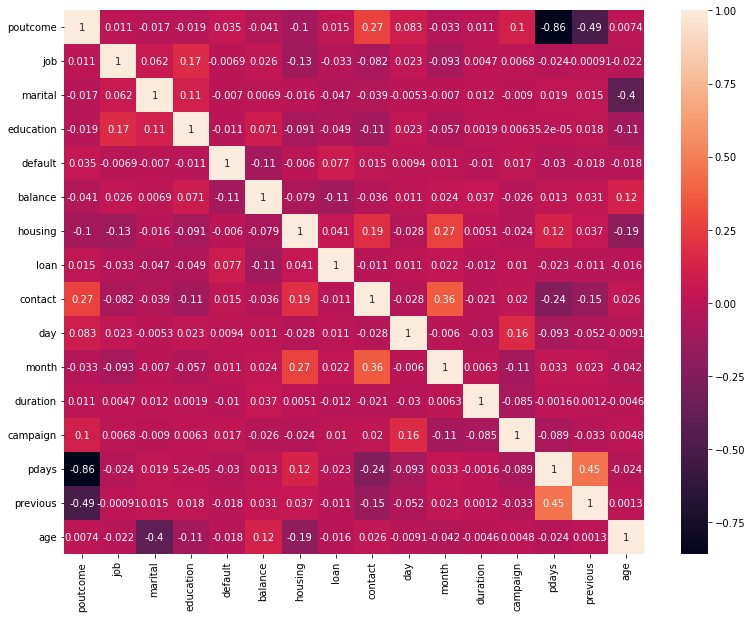 poutcome 1 0.011 -0.017 -0.019 0.035 -0.041 -0.1 0.015 0.27 0.083 -0.033 0.011 0.1 -0.86 -0.49 0.0074
job 0.011 1 0.062 0.17 -0.0069 0.026 -0.13 -0.033 -0.082 0.023 -0.093 0.0047 0.0068 -0.024 -0.00091 -0.022
marital -0.017 0.062 1 0.11 -0.007 0.0069 -0.016 -0.047 -0.039 -0.0053 -0.007 0.012 -0.009 0.019 0.015 -0.4
education -0.019 0.17 0.11 1 -0.011 0.071 -0.091 -0.049 -0.11 0.023 -0.057 0.0019 0.0063 5.2e-05 0.018 -0.11
default 0.035 -0.0069 -0.007 -0.011 1 -0.11 -0.006 0.077 0.015 0.0094 0.011 -0.01 0.017 -0.03 -0.018 -0.018
balance -0.041 0.026 0.0069 0.071 -0.11 1 -0.079 -0.11 -0.036 0.011 0.024 0.037 -0.026 0.013 0.031 0.12
housing -0.1 -0.13 -0.016 -0.091 -0.006 -0.079 1 0.041 0.19 -0.028 0.27 0.0051 -0.024 0.12 0.037 -0.19
loan 0.015 -0.033 -0.047 -0.049 0.077 -0.11 0.041 1 -0.011 0.011 0.022 -0.012 0.01 -0.023 -0.011 -0.016
contact 0.27 -0.082 -0.039 -0.11 0.015 -0.036 0.19 -0.011 1 -0.028 0.36 -0.021 0.02 -0.24 -0.15 0.026
day 0.083 0.023 -0.0053 0.023 0.0094 0.011 -0.028 0.011 -0.028 1 -0.006 -0.03 0.16 -0.093 -0.052 -0.0091
month -0.033 -0.093 -0.007 -0.057 0.011 0.024 0.27 0.022 0.36 -0.006 1 0.0063 -0.11 0.033 0.023 -0.042
duration 0.011 0.0047 0.012 0.0019 -0.01 0.037 0.0051 -0.012 -0.021 -0.03 0.0063 1 -0.085 -0.0016 0.0012 -0.0046
campaign 0.1 0.0068 -0.009 0.0063 0.017 -0.026 -0.024 0.01 0.02 0.16 -0.11 -0.085 1 -0.089 -0.033 0.0048
pdays -0.86 -0.024 0.019 5.2e-05 -0.03 0.013 0.12 -0.023 -0.24 -0.093 0.033 -0.0016 -0.089 1 0.45 -0.024
previous -0.49 -0.00091 0.015 0.018 -0.018 0.031 0.037 -0.011 -0.15 -0.052 0.023 0.0012 -0.033 0.45 1 0.0013
age 0.0074 -0.022 -0.4 -0.11 -0.018 0.12 -0.19 -0.016 0.026 -0.0091 -0.042 -0.0046 0.0048 -0.024 0.0013 1
poutcome job marital education default balance housing loan contact day month duration campaign pdays previous age
1.00
0.75
0.50
0.25
0.00
-0.25
-0.50
-0.75